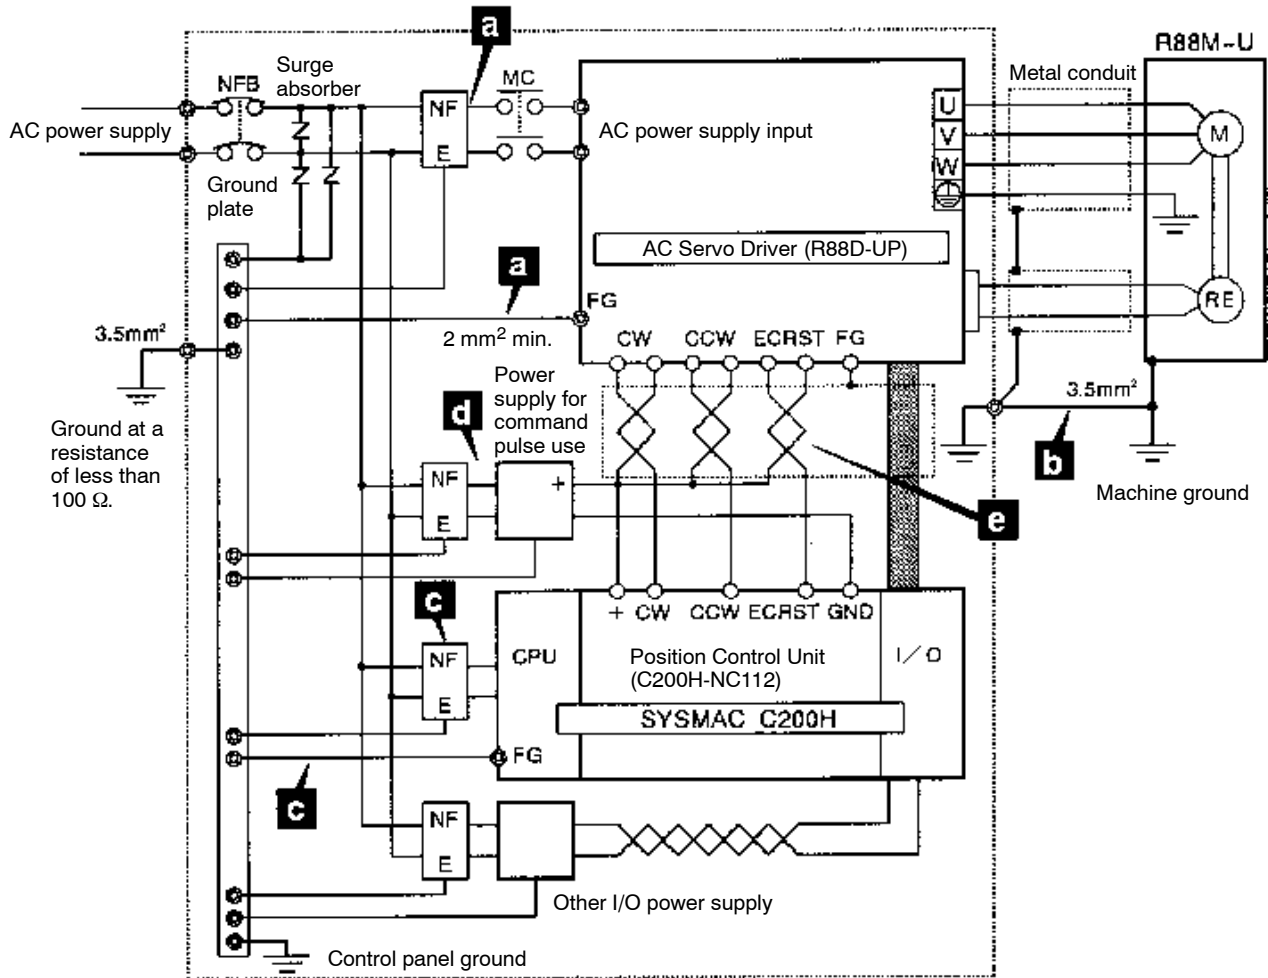 a
R88M-U
Surge
absorber
NFB
MC
Metal conduit
NF
E
U
V
W
M
AC power supply
AC power supply input
Ground
plate
AC Servo Driver (R88D-UP)
a
FG
RE
3.5mm²
2 mm² min.
CW CCW ECRST FG
Ground at a
resistance
of less than
100 Ω.
d
Power
supply for
command
pulse use
3.5mm²
b
Machine ground
NF
E
+
e
c
+ CW CCW ECRST GND
NF
E
CPU
Position Control Unit
(C200H-NC112)
I/O
SYSMAC C200H
FG
c
NF
E
Other I/O power supply
Control panel ground